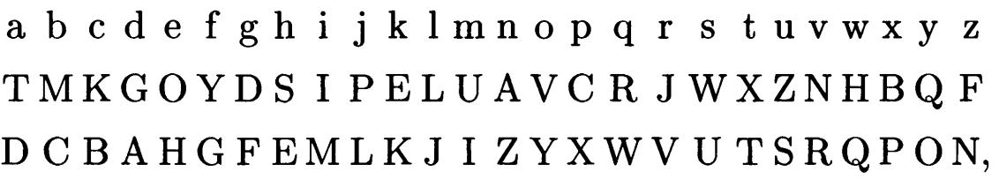 a b c d e f g h i j k l m n o p q r s t u v w x y z
T M K G O Y D S I P E L U A V C R J W X Z N H B Q F
D C B A H G F E M L K J I Z Y X W V U T S R Q P O N,